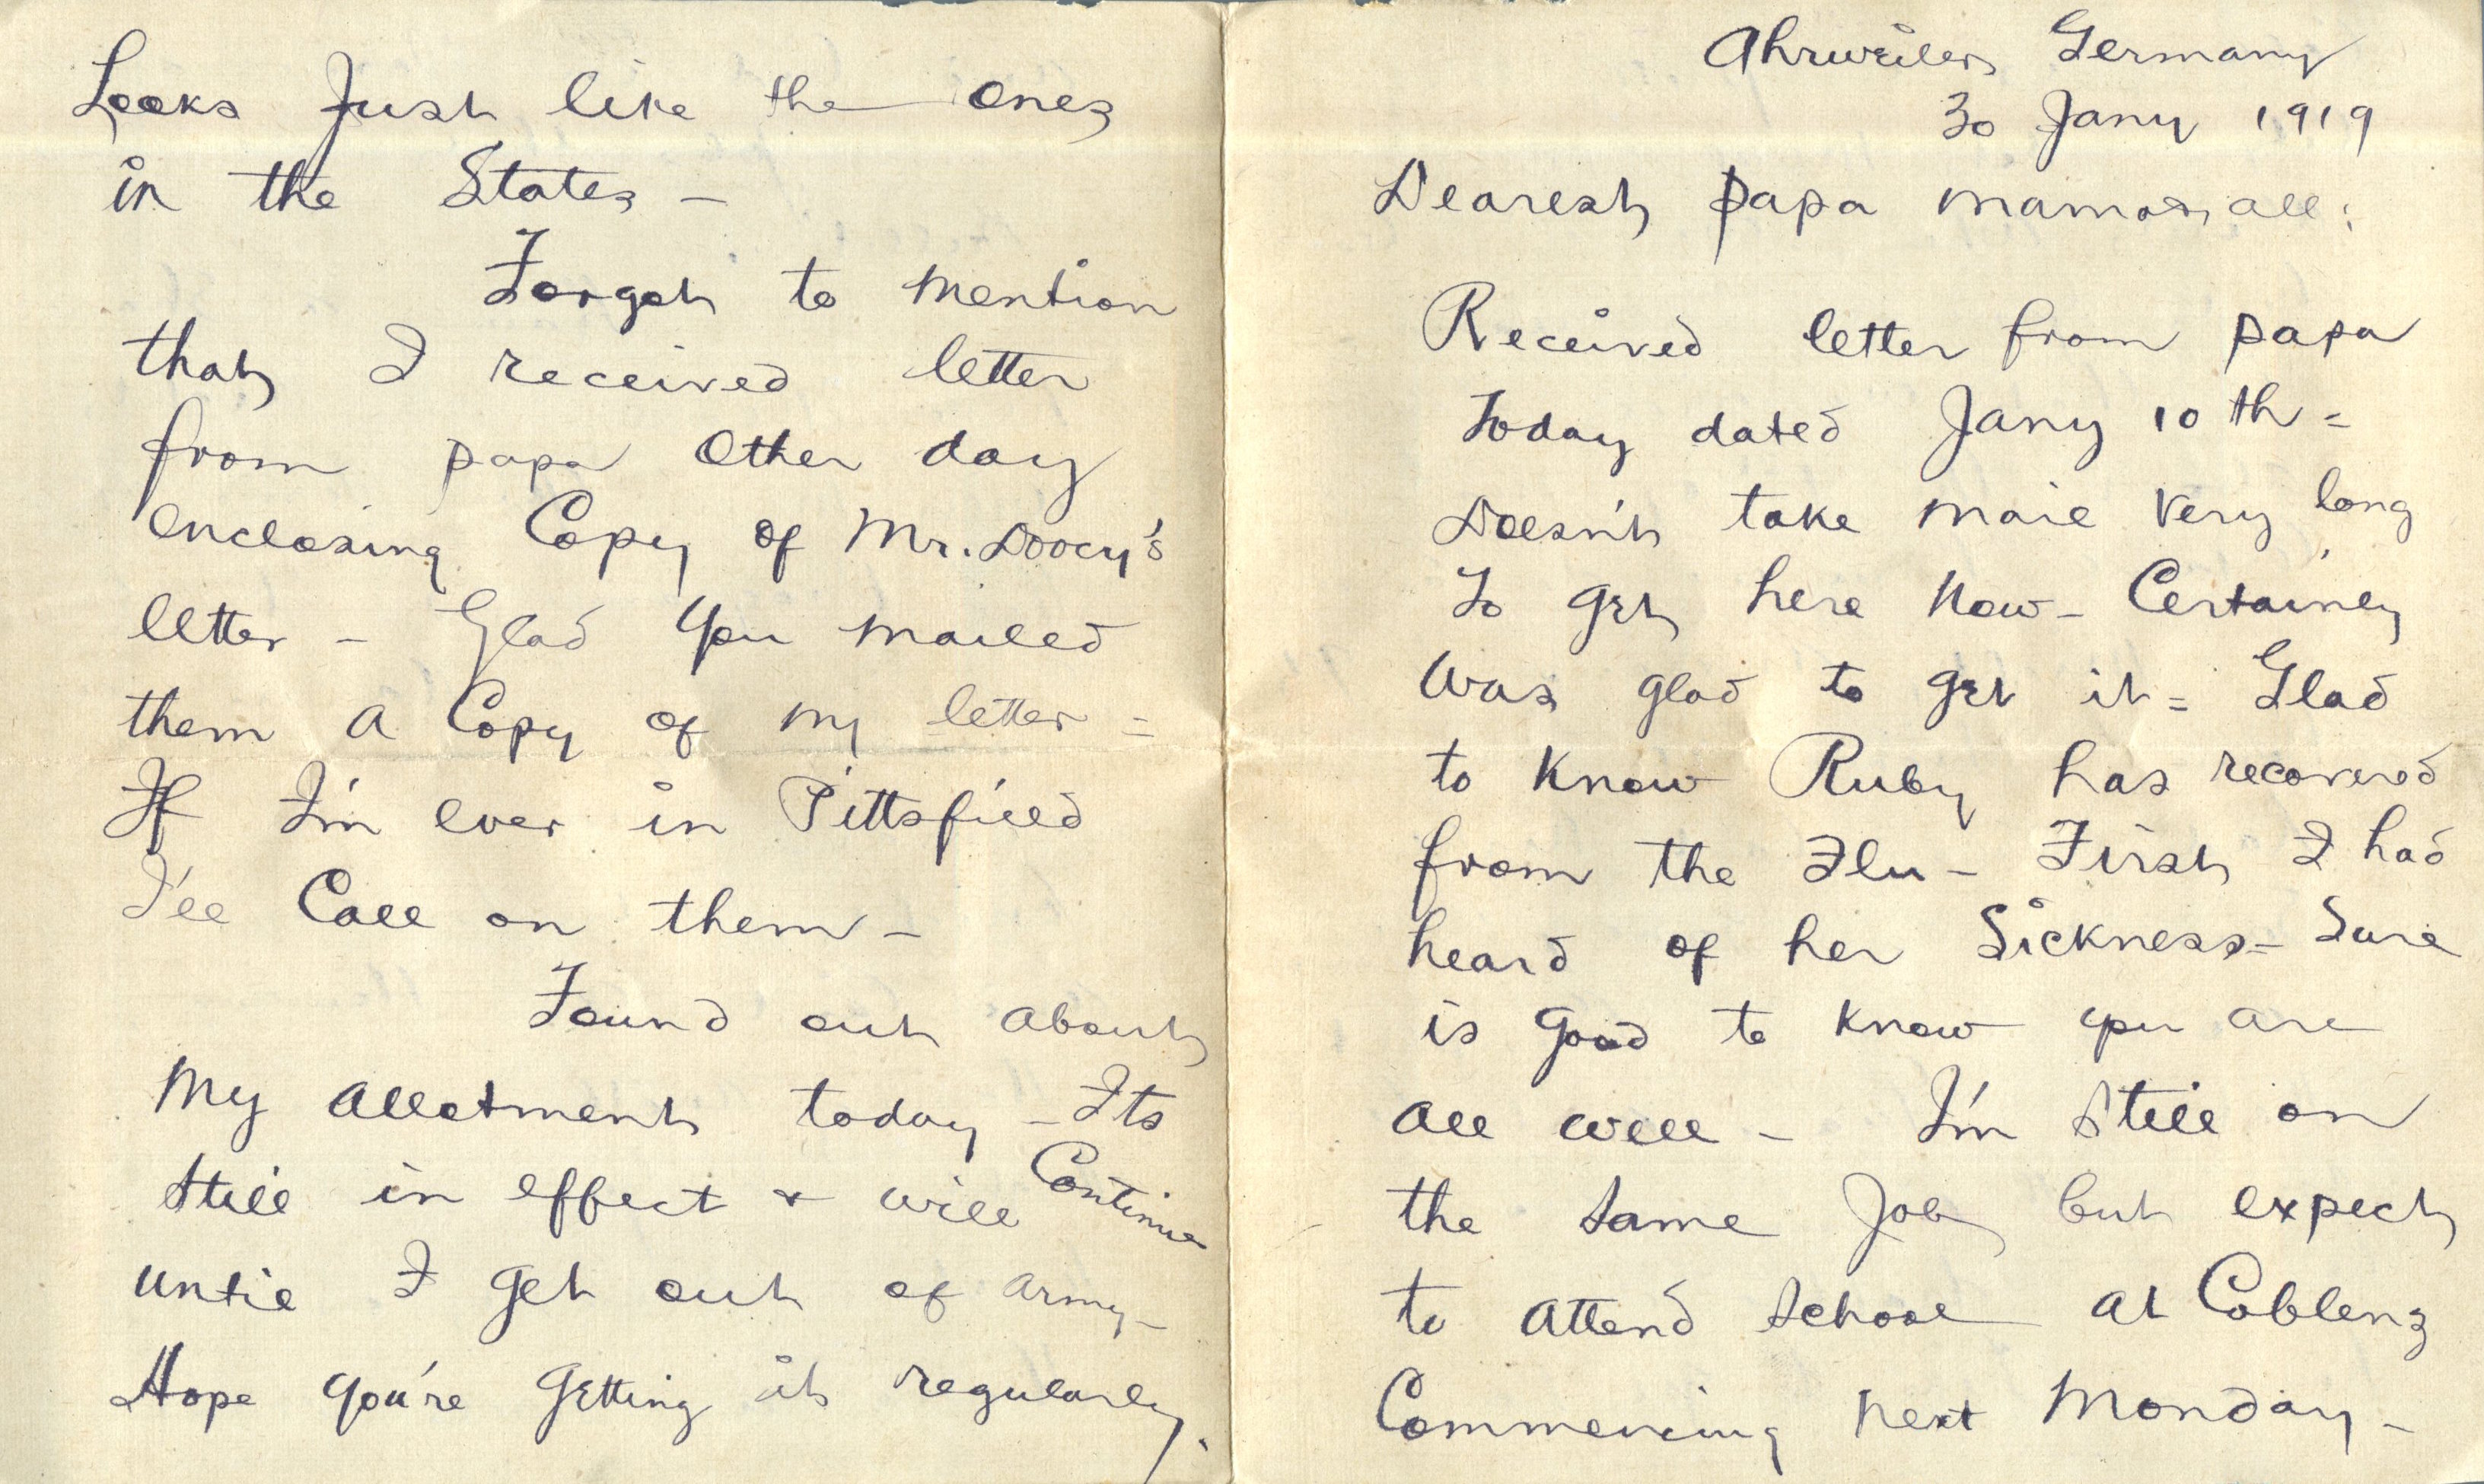 Looks Just like the ones
in the States -
Forgot to mention
that I received letter
from papa other day
enclosing Copy of Mr. Doocy's
letter - Glad you mailed
them a Copy of my letter =
If I'm ever in Pittsfield
I'll Call on them -
Found out about
My allotment today - Its
still in effect & will Continue
until I get out of army -
Hope you're getting it regularly.
Ahrweiler, Germany
30 Jany 1919
Dearest papa mama & all:
Received letter from papa
today dated Jany 10th =
Doesn't take mail very long
to get here now - Certainly
was glad to get it = Glad
to know Ruby has recovered
from the Flu - First I had
heard of her sickness - Sure
is good to know you are
all well - I'm still on
the same job but expect
to attend school at Coblenz
Commencing next Monday -